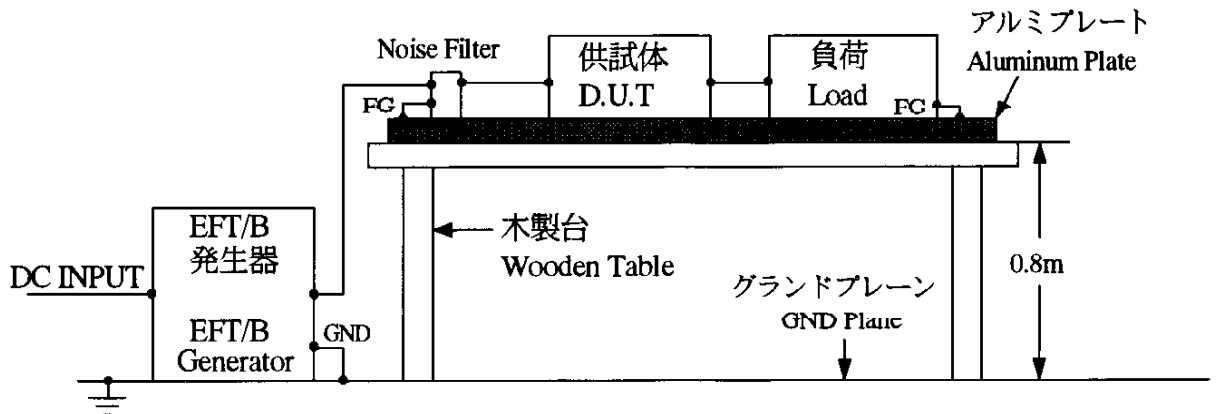 アルミプレート
Aluminum Plate
Noise Filter
供試体
D.U.T
負荷
Load
FG
FG
EFT/B
発生器
EFT/B
Generator
DC INPUT
GND
木製台
Wooden Table
グランドプレーン
GND Plane
0.8m